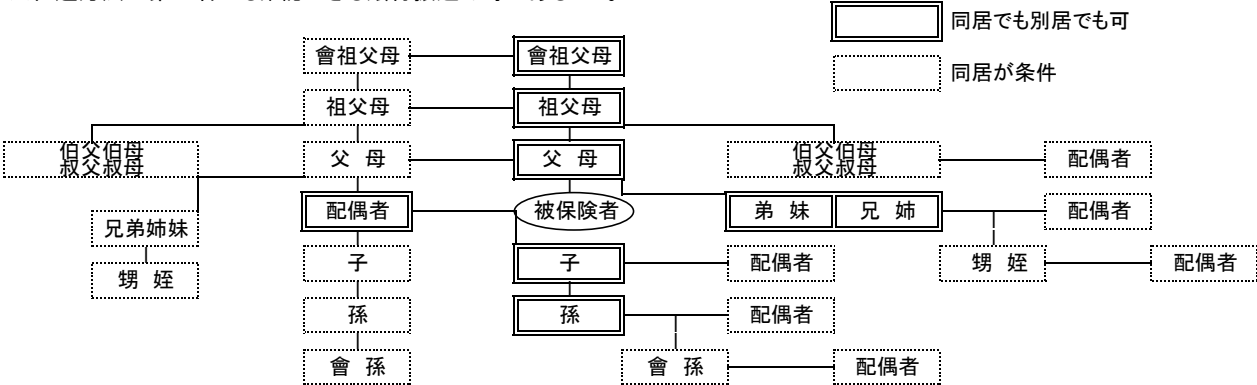 同居でも別居でも可
會祖父母 會祖父母
同居が条件
祖父母 祖父母
伯父伯母 父 母 父 母 伯父伯母 配偶者
叔父叔母 叔父叔母
配偶者 被保険者 弟 妹 兄 姉 配偶者
兄弟姉妹
子 子 配偶者 甥 姪 配偶者
甥 姪
孫 孫 配偶者
會 孫 會 孫 配偶者